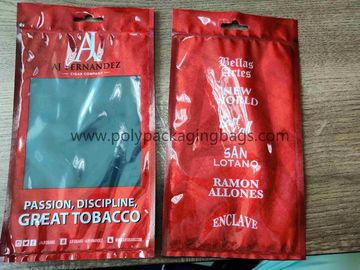 AJ FERNANDEZ
CIGAR COMPANY
PASSION, DISCIPLINE,
GREAT TOBACCO
Bellas
Artes
NEW
WORLD
SAN
LOTANO
RAMON
ALLONES
ENCLAVE
www.polypackagingbags.com